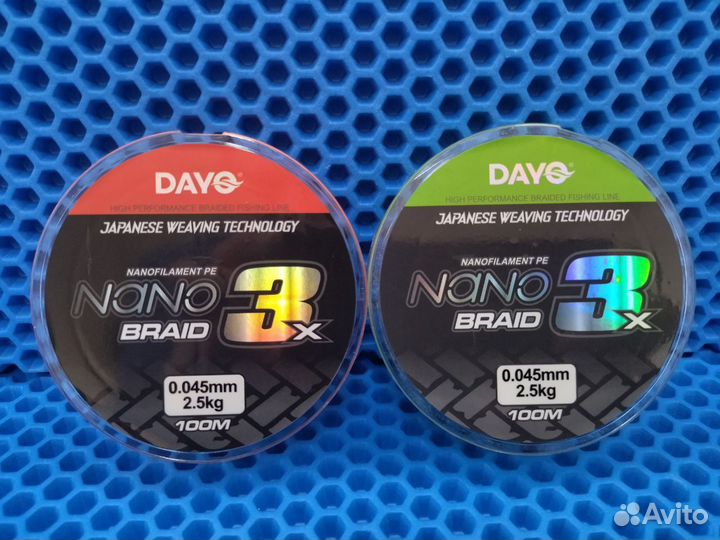 DAYO
HIGH PERFORMANCE BRAIDED FISHING LINE
JAPANESE WEAVING TECHNOLOGY
NANOFILAMENT PE
NANO
BRAID
3X
0.045mm
2.5kg
100M
DAYO
HIGH PERFORMANCE BRAIDED FISHING LINE
JAPANESE WEAVING TECHNOLOGY
NANOFILAMENT PE
NANO
BRAID
3X
0.045mm
2.5kg
100M
Avito